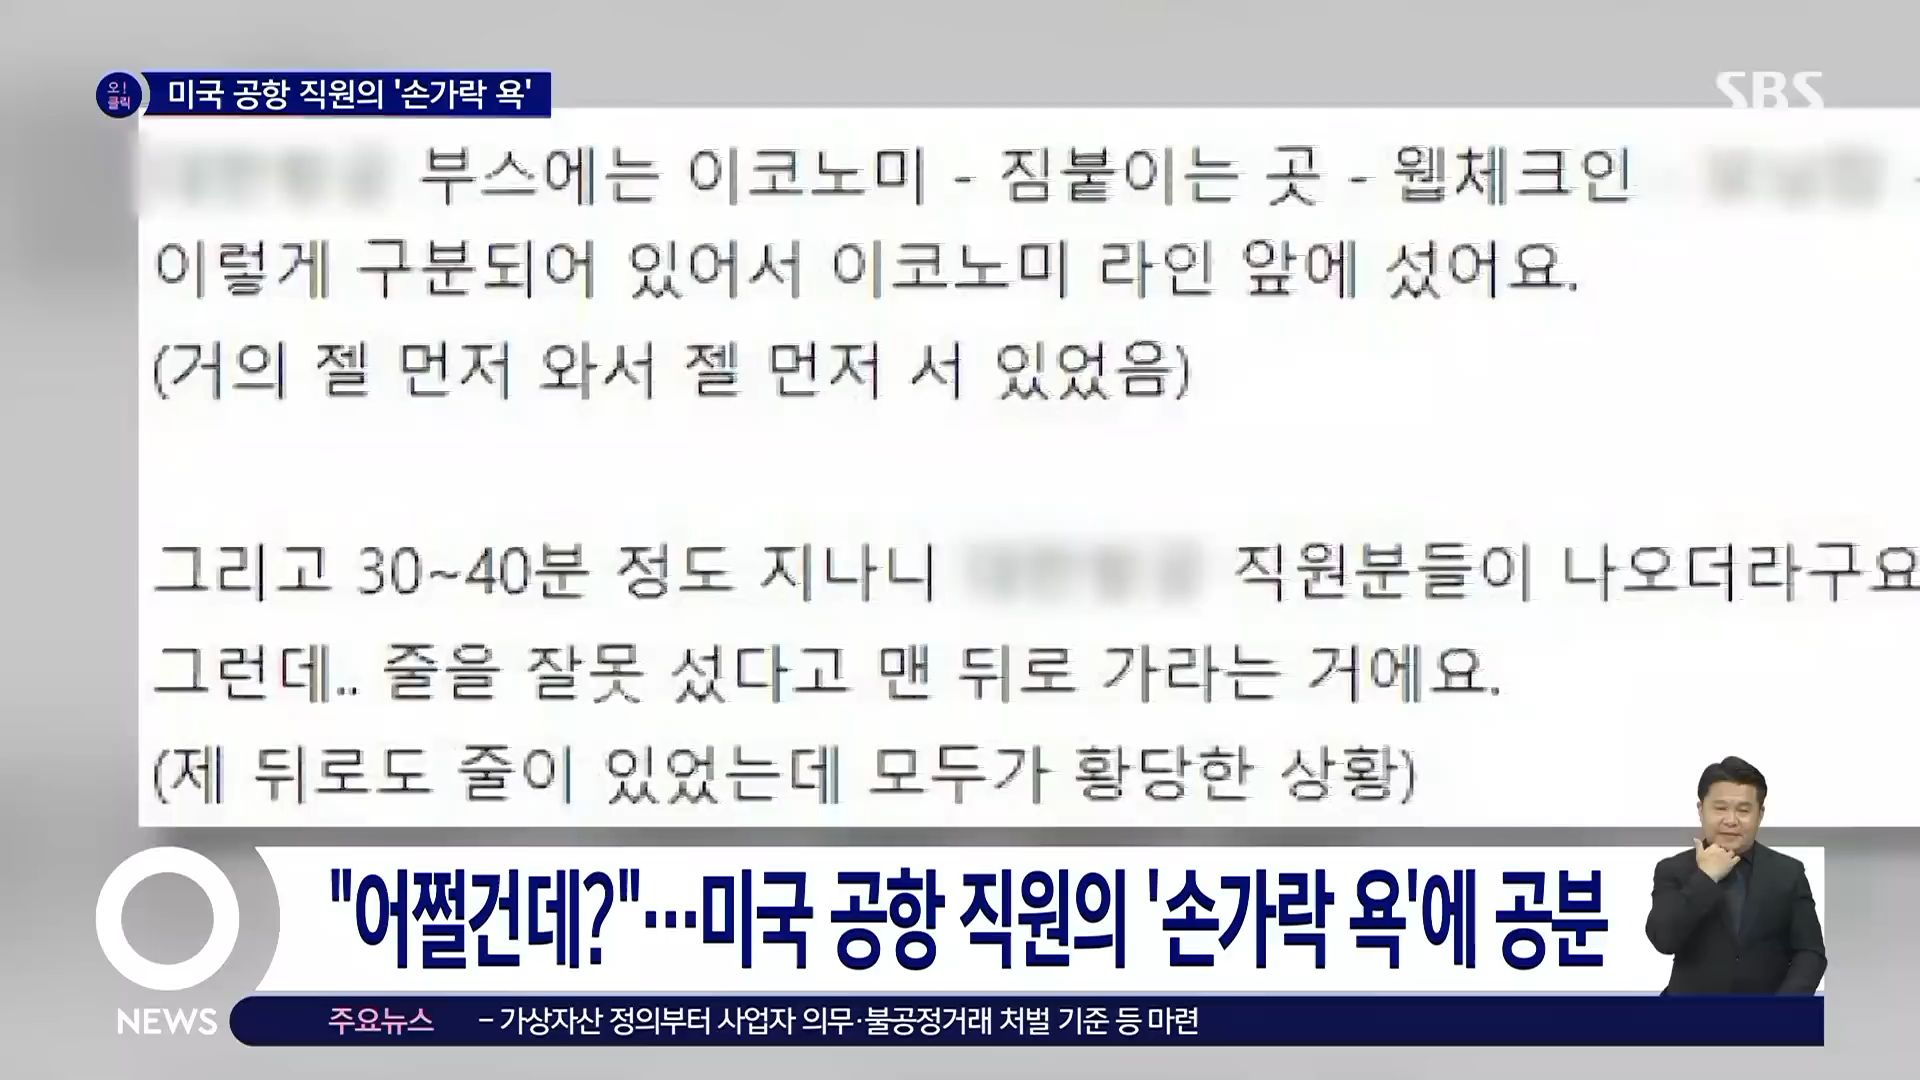 오!
클릭
미국 공항 직원의 '손가락 욕'
SBS
부스에는 이코노미 - 짐붙이는 곳 - 웹체크인
이렇게 구분되어 있어서 이코노미 라인 앞에 섰어요.
(거의 젤 먼저 와서 젤 먼저 서 있었음)
그리고 30~40분 정도 지나니 직원분들이 나오더라구요
그런데.. 줄을 잘못 섰다고 맨 뒤로 가라는 거에요.
(제 뒤로도 줄이 있었는데 모두가 황당한 상황)
"어쩔건데?"…미국 공항 직원의 '손가락 욕'에 공분
NEWS
주요뉴스 - 가상자산 정의부터 사업자 의무·불공정거래 처벌 기준 등 마련